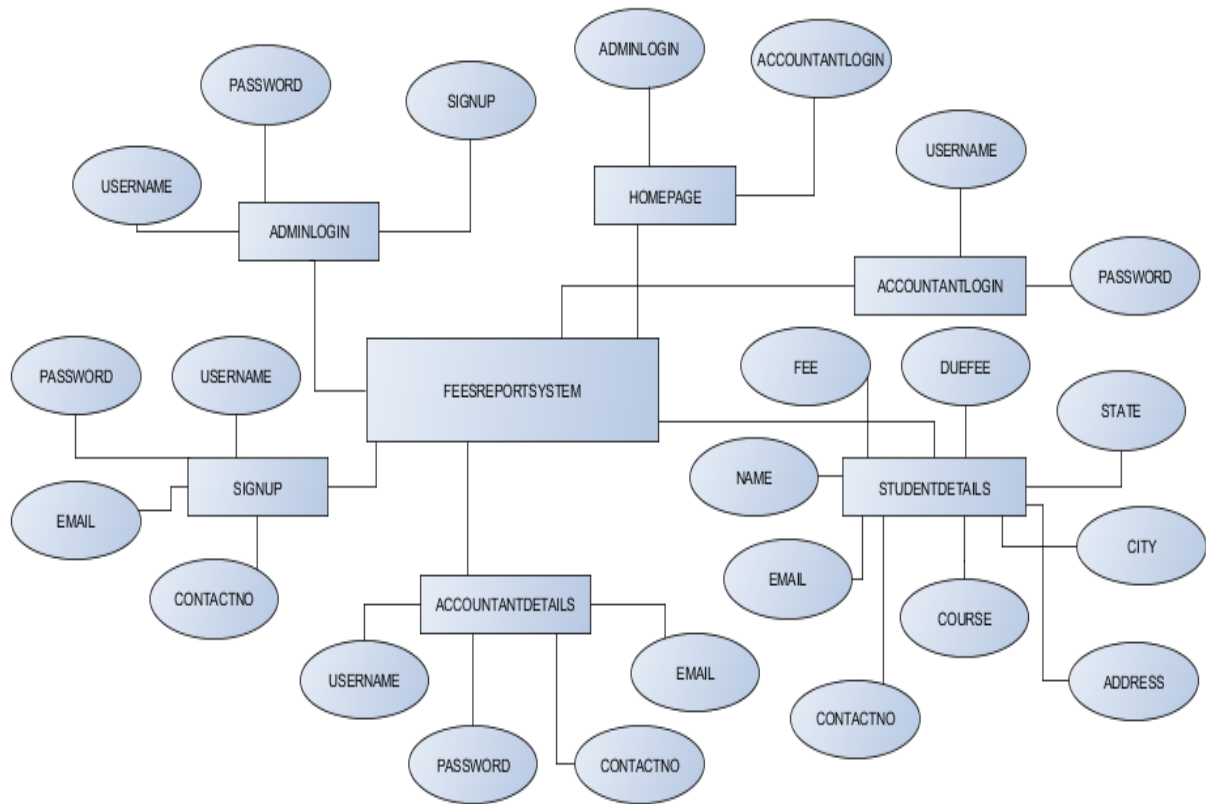 ADMINLOGIN
ACCOUNTANTLOGIN
PASSWORD
SIGNUP
USERNAME
USERNAME
HOMEPAGE
ADMINLOGIN
ACCOUNTANTLOGIN
PASSWORD
PASSWORD
USERNAME
FEESREPORTSYSTEM
FEE
DUEFEE
STATE
SIGNUP
NAME
STUDENTDETAILS
EMAIL
CITY
EMAIL
CONTACTNO
ACCOUNTANTDETAILS
COURSE
USERNAME
EMAIL
ADDRESS
CONTACTNO
PASSWORD
CONTACTNO